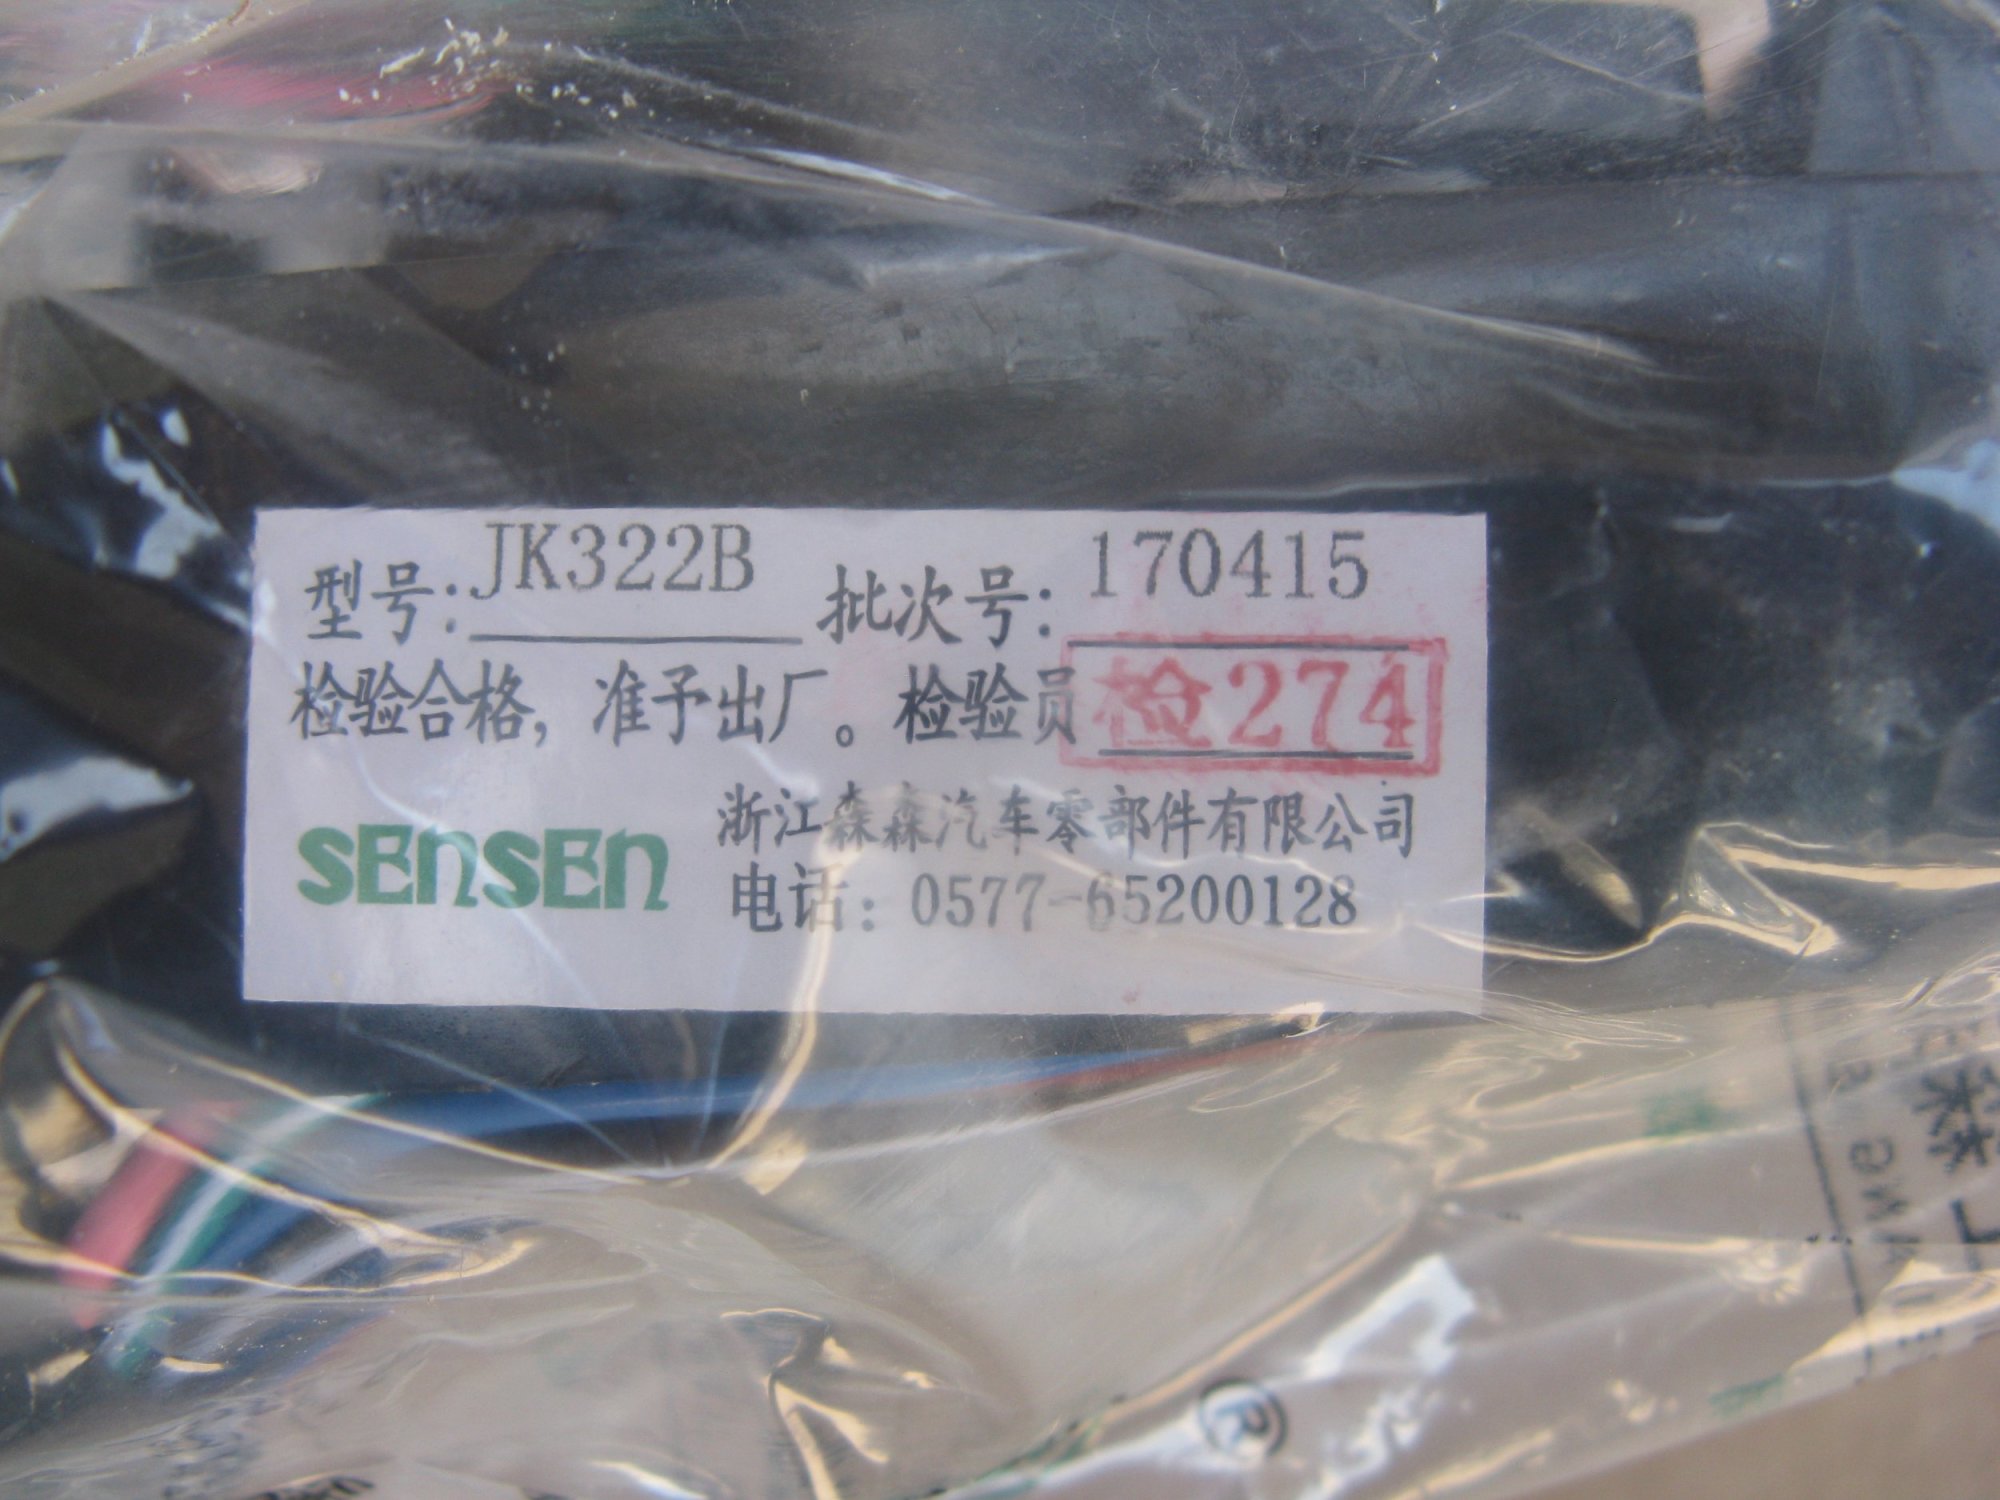 型号:JK322B 批次号:170415
检验合格，准予出厂。检验员 检274
SENSEN
浙江森森汽车零部件有限公司
电话：0577-65200128
®